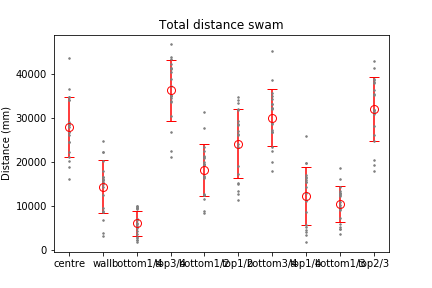 Total distance swam
Distance (mm)
40000
30000
20000
10000
0
centre wall bottom1/4 top3/4 bottom1/2 top1/2 bottom3/4 top1/4 bottom1/3 top2/3